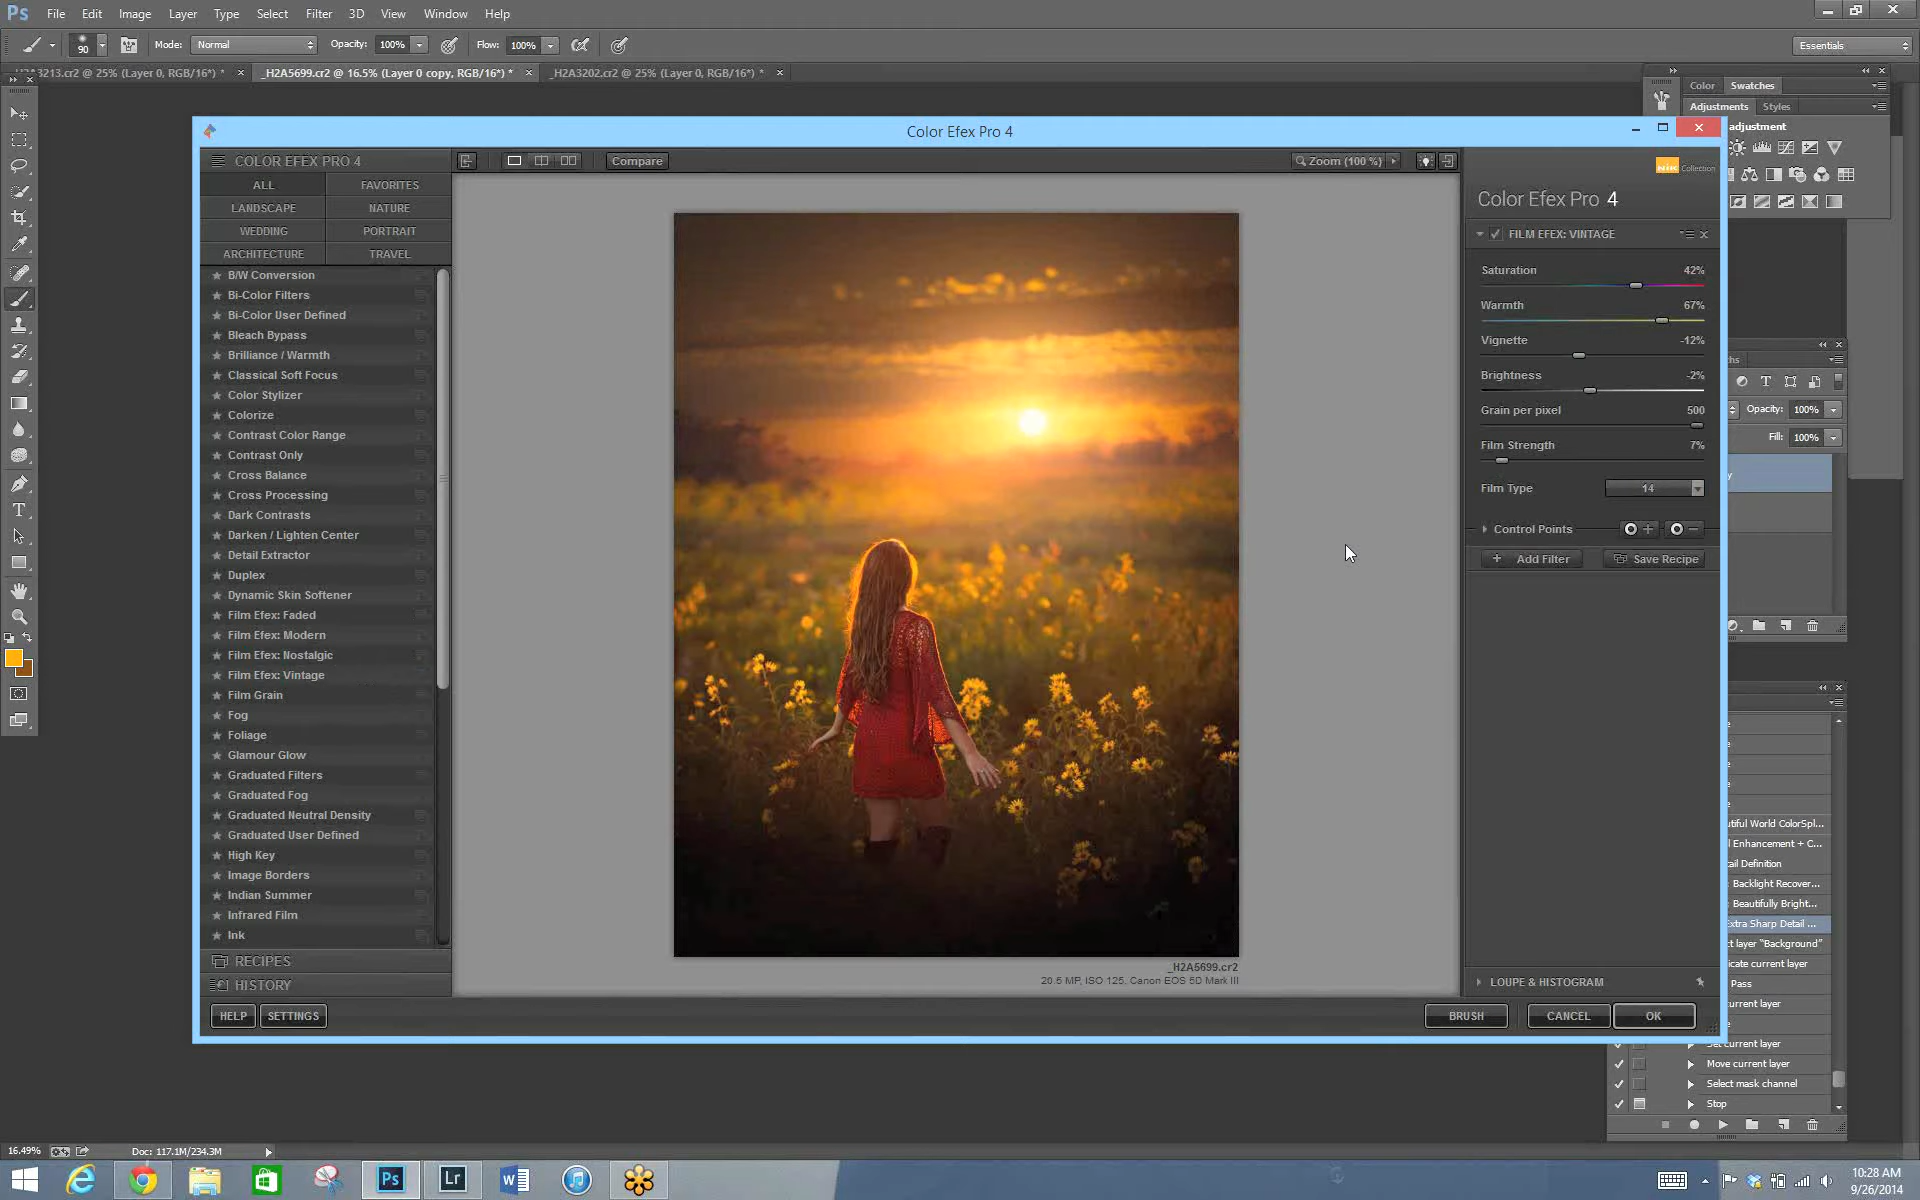 Ps File Edit Image Layer Type Select Filter 3D View Window Help
90 Mode: Normal Opacity: 100% Flow: 100% Essentials
3213.cr2 @ 25% (Layer 0, RGB/16*) * _H2A5699.cr2 @ 16.5% (Layer 0 copy, RGB/16*) * _H2A3202.cr2 @ 25% (Layer 0, RGB/16*) *
Color Swatches
Adjustments Styles
adjustment
Color Efex Pro 4
COLOR EFEX PRO 4
Compare
Zoom (100 %)
Nik Collection
ALL FAVORITES
LANDSCAPE NATURE
WEDDING PORTRAIT
ARCHITECTURE TRAVEL
B/W Conversion
Bi-Color Filters
Bi-Color User Defined
Bleach Bypass
Brilliance / Warmth
Classical Soft Focus
Color Stylizer
Colorize
Contrast Color Range
Contrast Only
Cross Balance
Cross Processing
Dark Contrasts
Darken / Lighten Center
Detail Extractor
Duplex
Dynamic Skin Softener
Film Efex: Faded
Film Efex: Modern
Film Efex: Nostalgic
Film Efex: Vintage
Film Grain
Fog
Foliage
Glamour Glow
Graduated Filters
Graduated Fog
Graduated Neutral Density
Graduated User Defined
High Key
Image Borders
Indian Summer
Infrared Film
Ink
RECIPES
HISTORY
HELP SETTINGS
_H2A5699.cr2
20.5 MP, ISO 125, Canon EOS 5D Mark III
Color Efex Pro 4
FILM EFEX: VINTAGE
Saturation 42%
Warmth 67%
Vignette -12%
Brightness -2%
Grain per pixel 500
Film Strength 7%
Film Type 14
Control Points
Add Filter Save Recipe
LOUPE & HISTOGRAM
BRUSH CANCEL OK
Opacity: 100%
Fill: 100%
utiful World ColorSpl...
l Enhancement + C...
tail Definition
Backlight Recover...
Beautifully Bright...
Extra Sharp Detail ...
ct layer "Background"
icate current layer
Pass
current layer
Set current layer
Move current layer
Select mask channel
Stop
16.49% Doc: 117.1M/234.3M
Ps Lr W
10:28 AM
9/26/2014